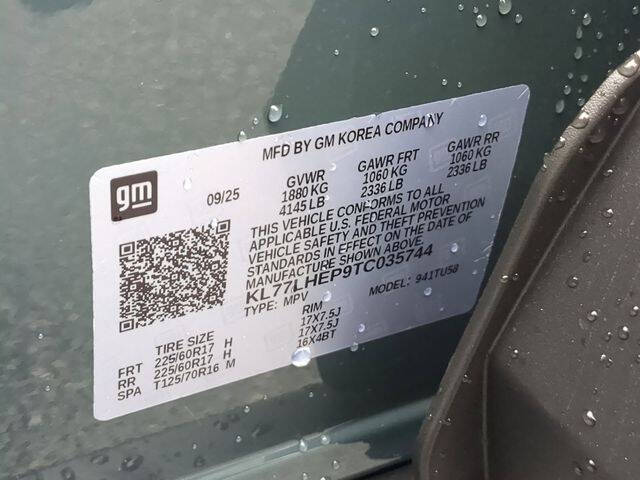 gm
MFD BY GM KOREA COMPANY
09/25
GVWR GAWR FRT GAWR RR
1880 KG 1060 KG 1060 KG
4145 LB 2336 LB 2336 LB
THIS VEHICLE CONFORMS TO ALL
APPLICABLE U.S. FEDERAL MOTOR
VEHICLE SAFETY AND THEFT PREVENTION
STANDARDS IN EFFECT ON THE DATE OF
MANUFACTURE SHOWN ABOVE.
KL77LHEP9TC035744
TYPE: MPV MODEL: 941TU58
TIRE SIZE RIM
FRT 225/60R17 H 17X7.5J
RR 225/60R17 H 17X7.5J
SPA T125/70R16 M 16X4BT